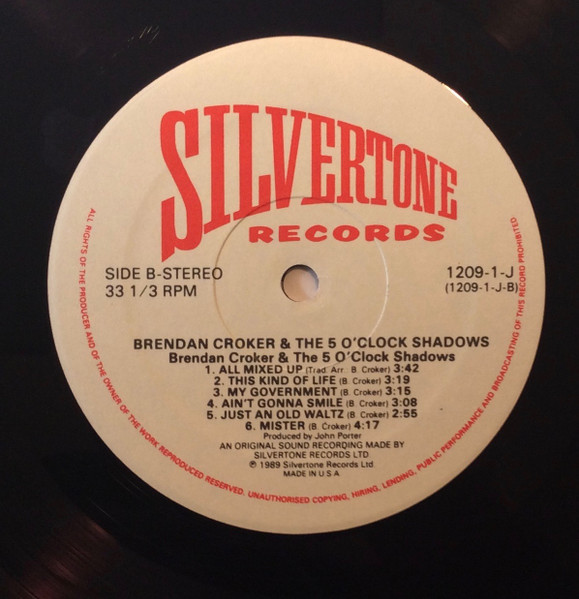 SILVERTONE
RECORDS
SIDE B-STEREO
33 1/3 RPM
1209-1-J
(1209-1-J-B)
BRENDAN CROKER & THE 5 O'CLOCK SHADOWS
Brendan Croker & The 5 O'Clock Shadows
1. ALL MIXED UP (Trad. Arr. B. Croker) 3:42
2. THIS KIND OF LIFE (B. Croker) 3:19
3. MY GOVERNMENT (B. Croker) 3:15
4. AIN'T GONNA SMILE (B. Croker) 3:08
5. JUST AN OLD WALTZ (B. Croker) 2:55
6. MISTER (B. Croker) 4:17
Produced by John Porter
AN ORIGINAL SOUND RECORDING MADE BY
SILVERTONE RECORDS LTD.
℗ 1989 Silvertone Records Ltd.
MADE IN U.S.A.
ALL RIGHTS OF THE PRODUCER AND OF THE OWNER OF THE WORK REPRODUCED RESERVED. UNAUTHORISED COPYING, HIRING, LENDING, PUBLIC PERFORMANCE AND BROADCASTING OF THIS RECORD PROHIBITED